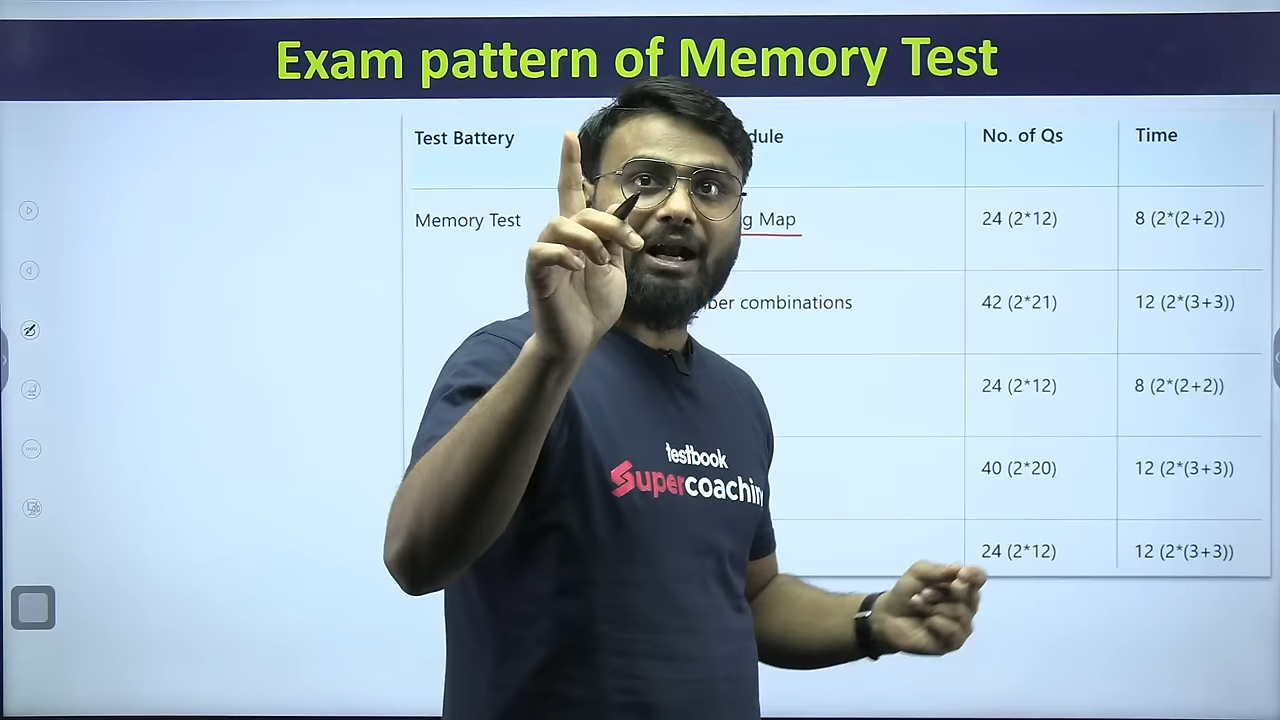 Exam pattern of Memory Test
Test Battery No. of Qs Time
Memory Test Map 24 (2*12) 8 (2*(2+2))
combinations 42 (2*21) 12 (2*(3+3))
24 (2*12) 8 (2*(2+2))
40 (2*20) 12 (2*(3+3))
24 (2*12) 12 (2*(3+3))
testbook
Supercoachin